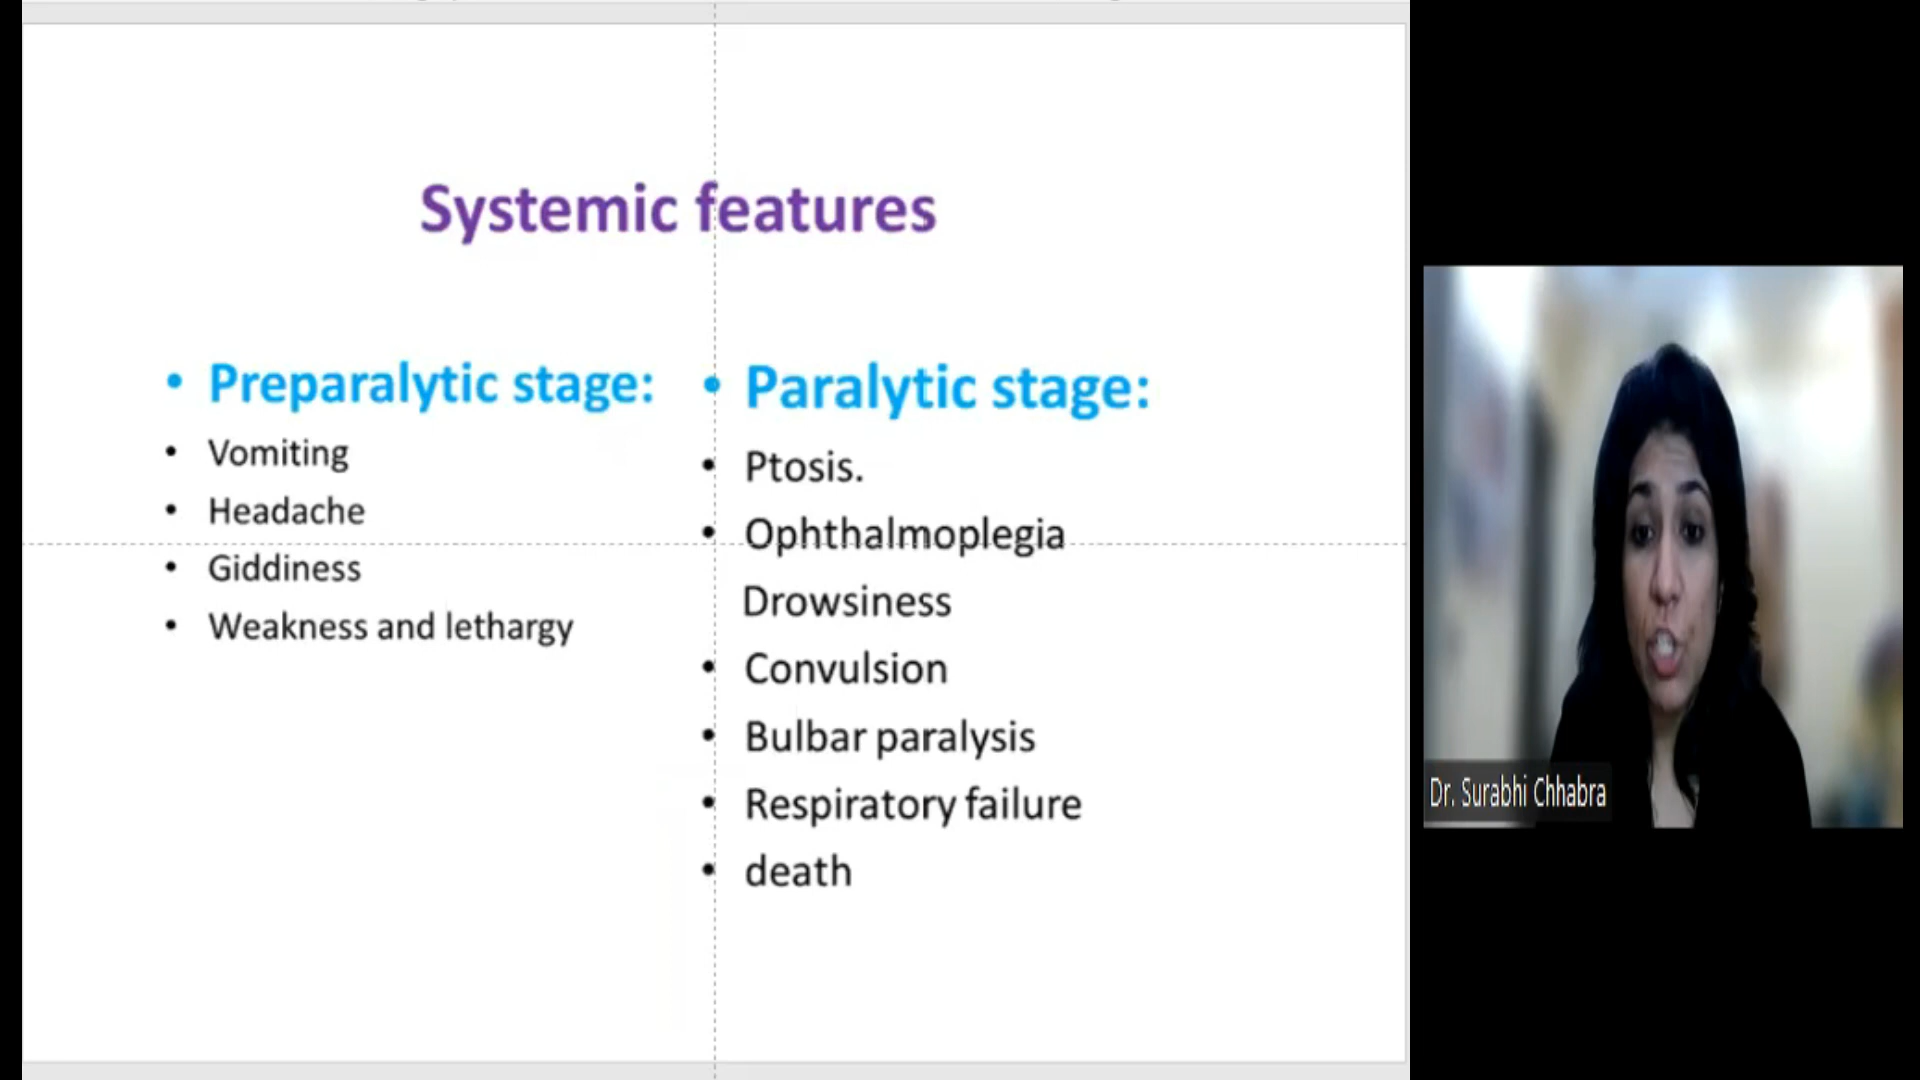 Systemic features
• Preparalytic stage:
• Vomiting
• Headache
• Giddiness
• Weakness and lethargy
• Paralytic stage:
• Ptosis.
• Ophthalmoplegia
Drowsiness
• Convulsion
• Bulbar paralysis
• Respiratory failure
• death
Dr. Surabhi Chhabra